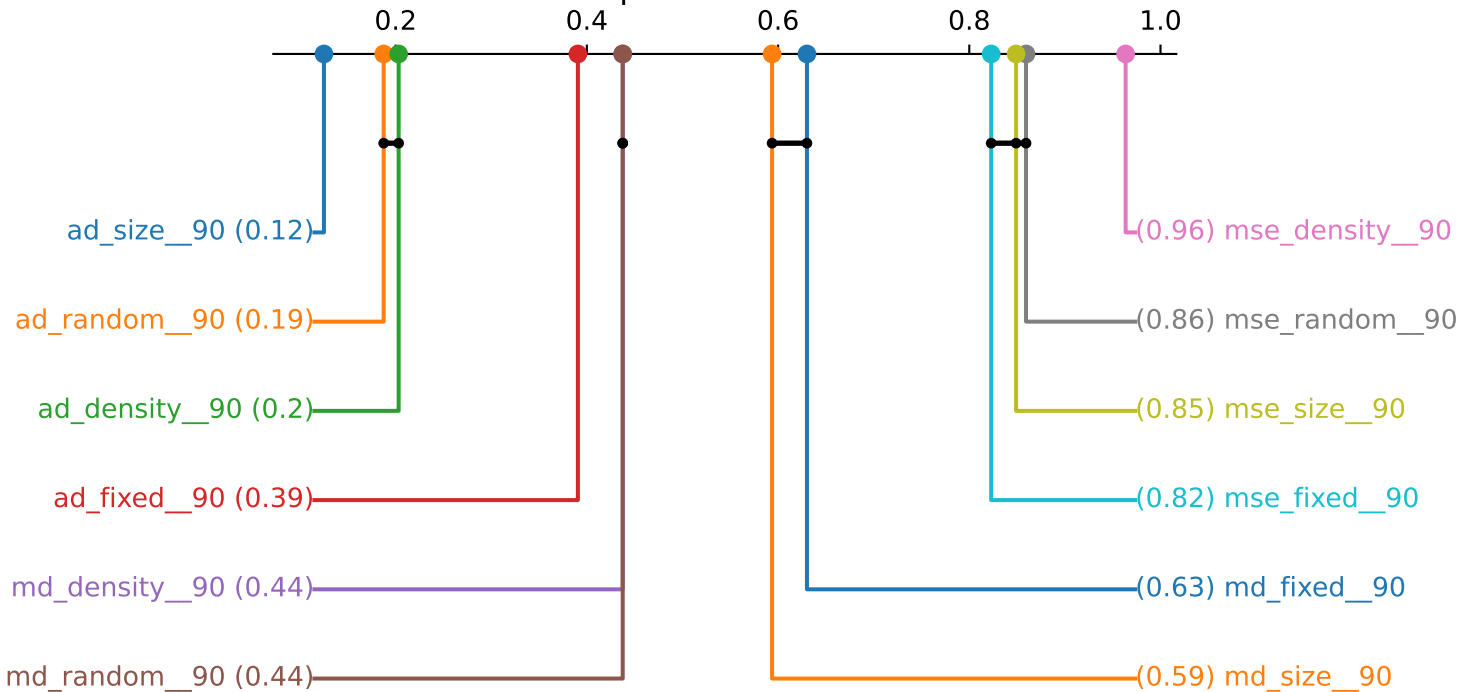 0.2 0.4 0.6 0.8 1.0
ad_size__90 (0.12)
(0.96) mse_density__90
ad_random__90 (0.19)
(0.86) mse_random__90
ad_density__90 (0.2)
(0.85) mse_size__90
ad_fixed__90 (0.39)
(0.82) mse_fixed__90
md_density__90 (0.44)
(0.63) md_fixed__90
md_random__90 (0.44)
(0.59) md_size__90